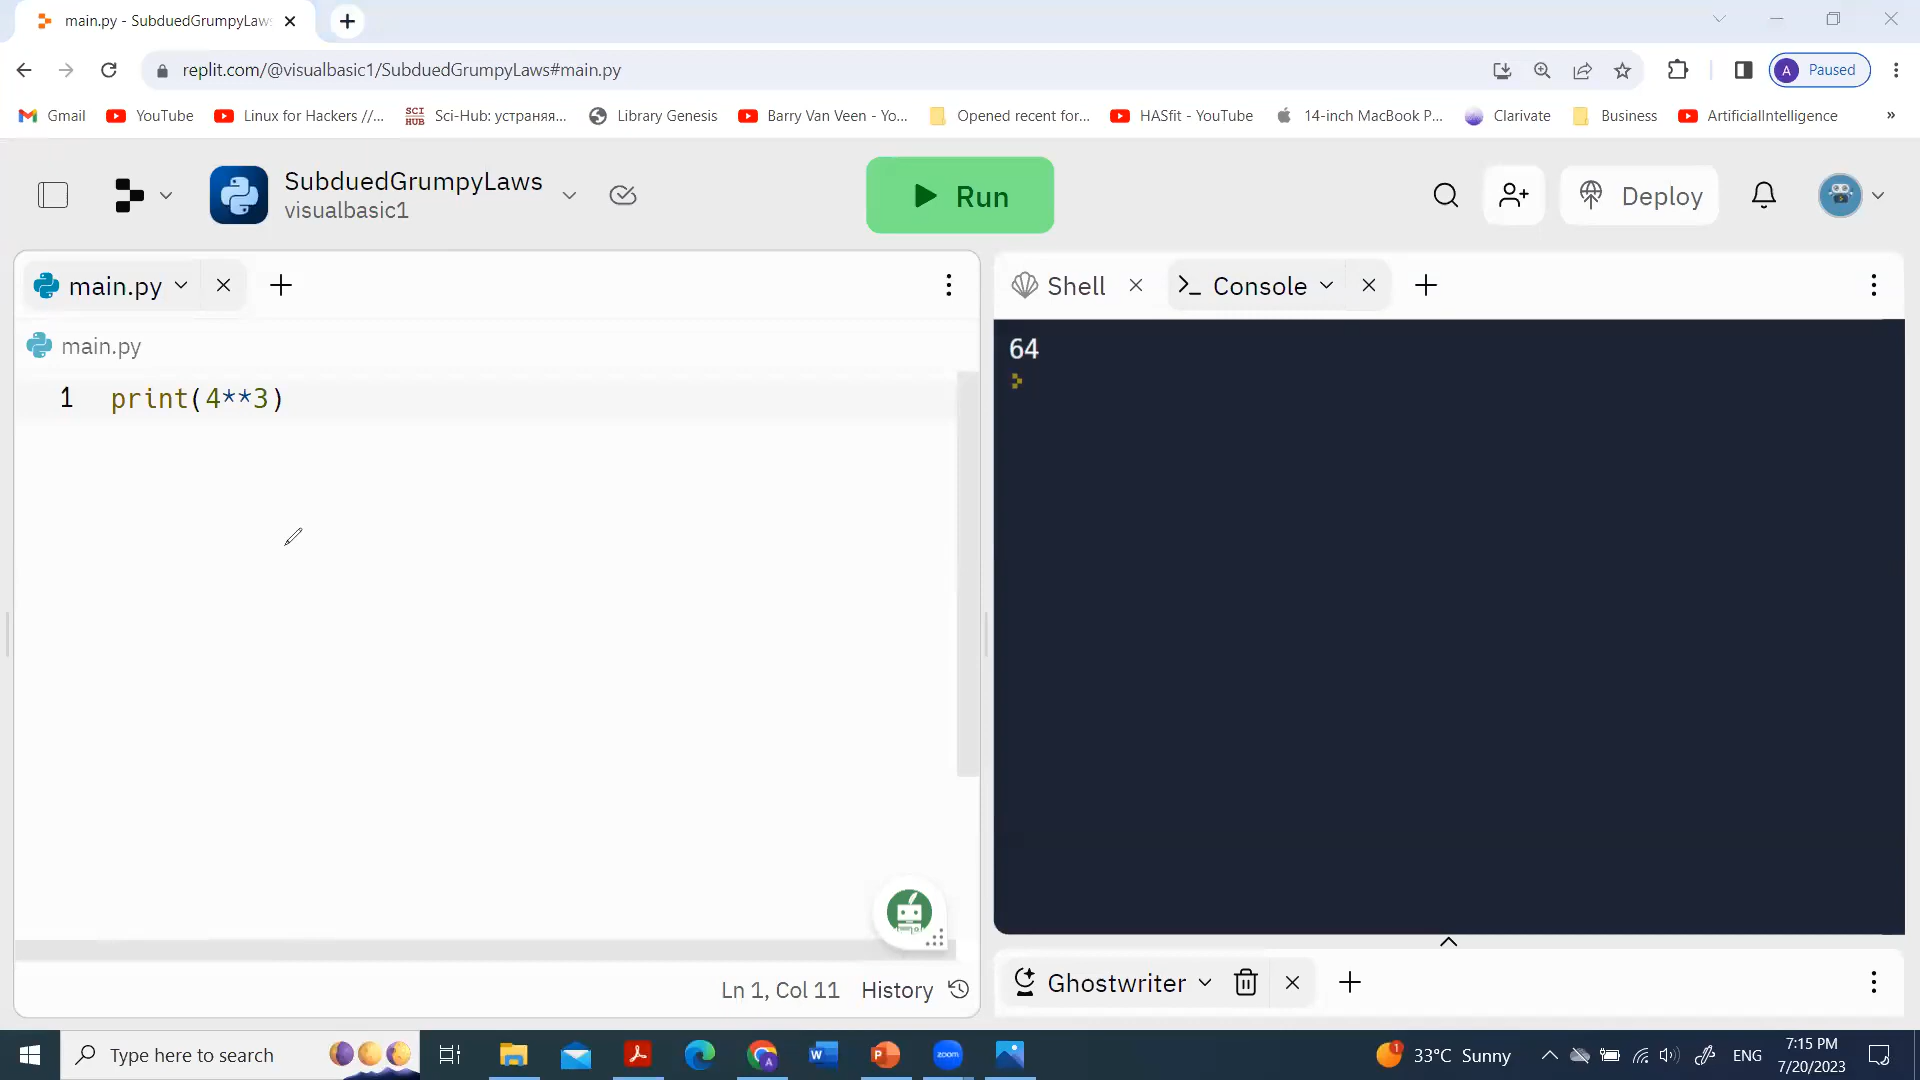 main.py - SubduedGrumpyLaws
replit.com/@visualbasic1/SubduedGrumpyLaws#main.py
A Paused
Gmail YouTube Linux for Hackers //... SCI HUB Sci-Hub: устраняя... Library Genesis Barry Van Veen - Yo... Opened recent for... HASfit - YouTube 14-inch MacBook P... Clarivate Business ArtificialIntelligence »
SubduedGrumpyLaws
visualbasic1
Run
Deploy
main.py
Shell
Console
main.py
64
1 print(4**3)
Ln 1, Col 11 History
Ghostwriter
Type here to search
W
P
zoom
1
33°C Sunny
ENG
7:15 PM
7/20/2023